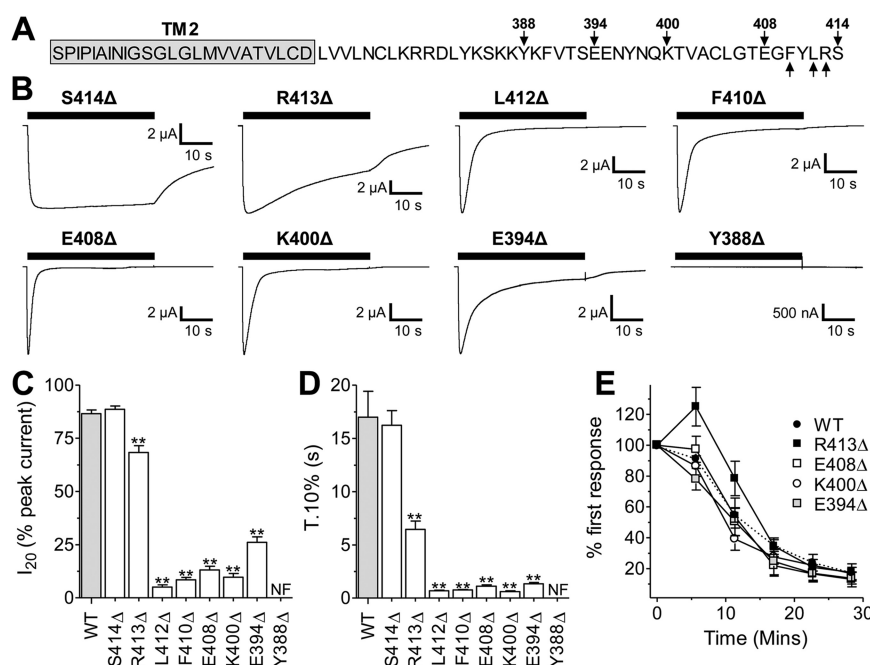 A
TM2
388 394 400 408 414
SPIPIAINIGSGLGLMVVATVLCDLVVLNCLKRRDLYKSKKYKFVTSEENYNQKTVACLGTEGFYLRS
B
S414Δ R413Δ L412Δ F410Δ
2 µA
10 s
2 µA
10 s
2 µA
10 s
2 µA
10 s
E408Δ K400Δ E394Δ Y388Δ
2 µA
10 s
2 µA
10 s
2 µA
10 s
500 nA
10 s
C
I20 (% peak current)
100
75
50
25
0
** ** ** ** ** ** NF
WT S414Δ R413Δ L412Δ F410Δ E408Δ K400Δ E394Δ Y388Δ
D
T.10% (s)
20
15
10
5
0
** ** ** ** ** ** NF
WT S414Δ R413Δ L412Δ F410Δ E408Δ K400Δ E394Δ Y388Δ
E
% first response
120
100
80
60
40
20
WT
R413Δ
E408Δ
K400Δ
E394Δ
0 10 20 30
Time (Mins)